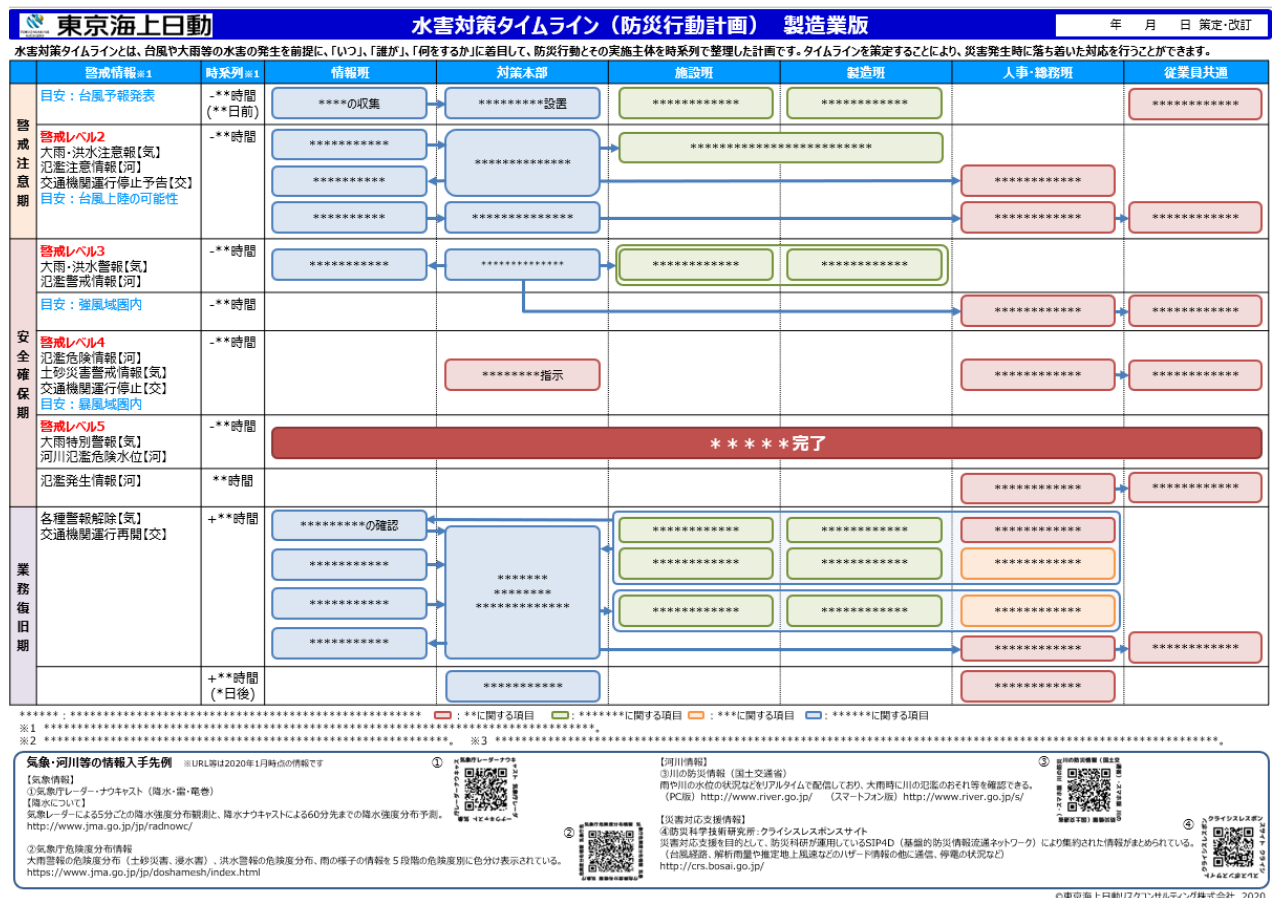 東京海上日動
水害対策タイムライン（防災行動計画） 製造業版
年 月 日 策定・改訂
水害対策タイムラインとは、台風や大雨等の水害の発生を前提に、「いつ」、「誰が」、「何をするか」に着目して、防災行動とその実施主体を時系列で整理した計画です。タイムラインを策定することにより、災害発生時に落ち着いた対応を行うことができます。
警戒情報※1 時系列※1 情報班 対策本部 施設班 製造班 人事・総務班 従業員共通
警戒注意期
目安：台風予報発表
-**時間
(**日前)
****の収集
*********設置
************
************
************
警戒レベル2
大雨・洪水注意報【気】
氾濫注意情報【河】
交通機関運行停止予告【交】
目安：台風上陸の可能性
-**時間
***********
*************
***********************
**********
************
**********
**************
************
************
安全確保期
警戒レベル3
大雨・洪水警報【気】
氾濫警戒情報【河】
-**時間
***********
**************
************
************
目安：強風域圏内
-**時間
************
************
警戒レベル4
氾濫危険情報【河】
土砂災害警戒情報【気】
交通機関運行停止【交】
目安：暴風域圏内
-**時間
********指示
************
************
警戒レベル5
大雨特別警報【気】
河川氾濫危険水位【河】
-**時間
＊＊＊＊＊完了
氾濫発生情報【河】
**時間
************
************
業務復旧期
各種警報解除【気】
交通機関運行再開【交】
+**時間
*********の確認
***********
***********
***********
*******
********
*************
************
************
************
************
************
************
************
************
************
************
************
+**時間
(*日後)
***********
************
：**に関する項目 ：*******に関する項目 ：***に関する項目 ：******に関する項目
※1
※2 ※3
気象・河川等の情報入手先例 ※URL等は2020年1月時点の情報です
【気象情報】
①気象庁レーダー・ナウキャスト（降水・雷・竜巻）
【降水について】
気象レーダーによる5分ごとの降水強度分布観測と、降水ナウキャストによる60分先までの降水強度分布予測。
http://www.jma.go.jp/jp/radnowc/
①
②気象庁危険度分布情報
大雨警報の危険度分布（土砂災害、浸水害）、洪水警報の危険度分布、雨の様子の情報を５段階の危険度別に色分け表示されている。
https://www.jma.go.jp/jp/doshamesh/index.html
②
【河川情報】
③川の防災情報（国土交通省）
雨や川の水位の状況などをリアルタイムで配信しており、大雨時に川の氾濫のおそれ等を確認できる。
（PC版）http://www.river.go.jp/ （スマートフォン版）http://www.river.go.jp/s/
③
【災害対応支援情報】
④防災科学技術研究所:クライシスレスポンスサイト
災害対応支援を目的として、防災科研が運用しているSIP4D（基盤的防災情報流通ネットワーク）により集約された情報がまとめられている。
（台風経路、解析雨量や推定地上風速などのハザード情報の他に通信、停電の状況など）
http://crs.bosai.go.jp/
④
©東京海上日動リスクコンサルティング株式会社 2020